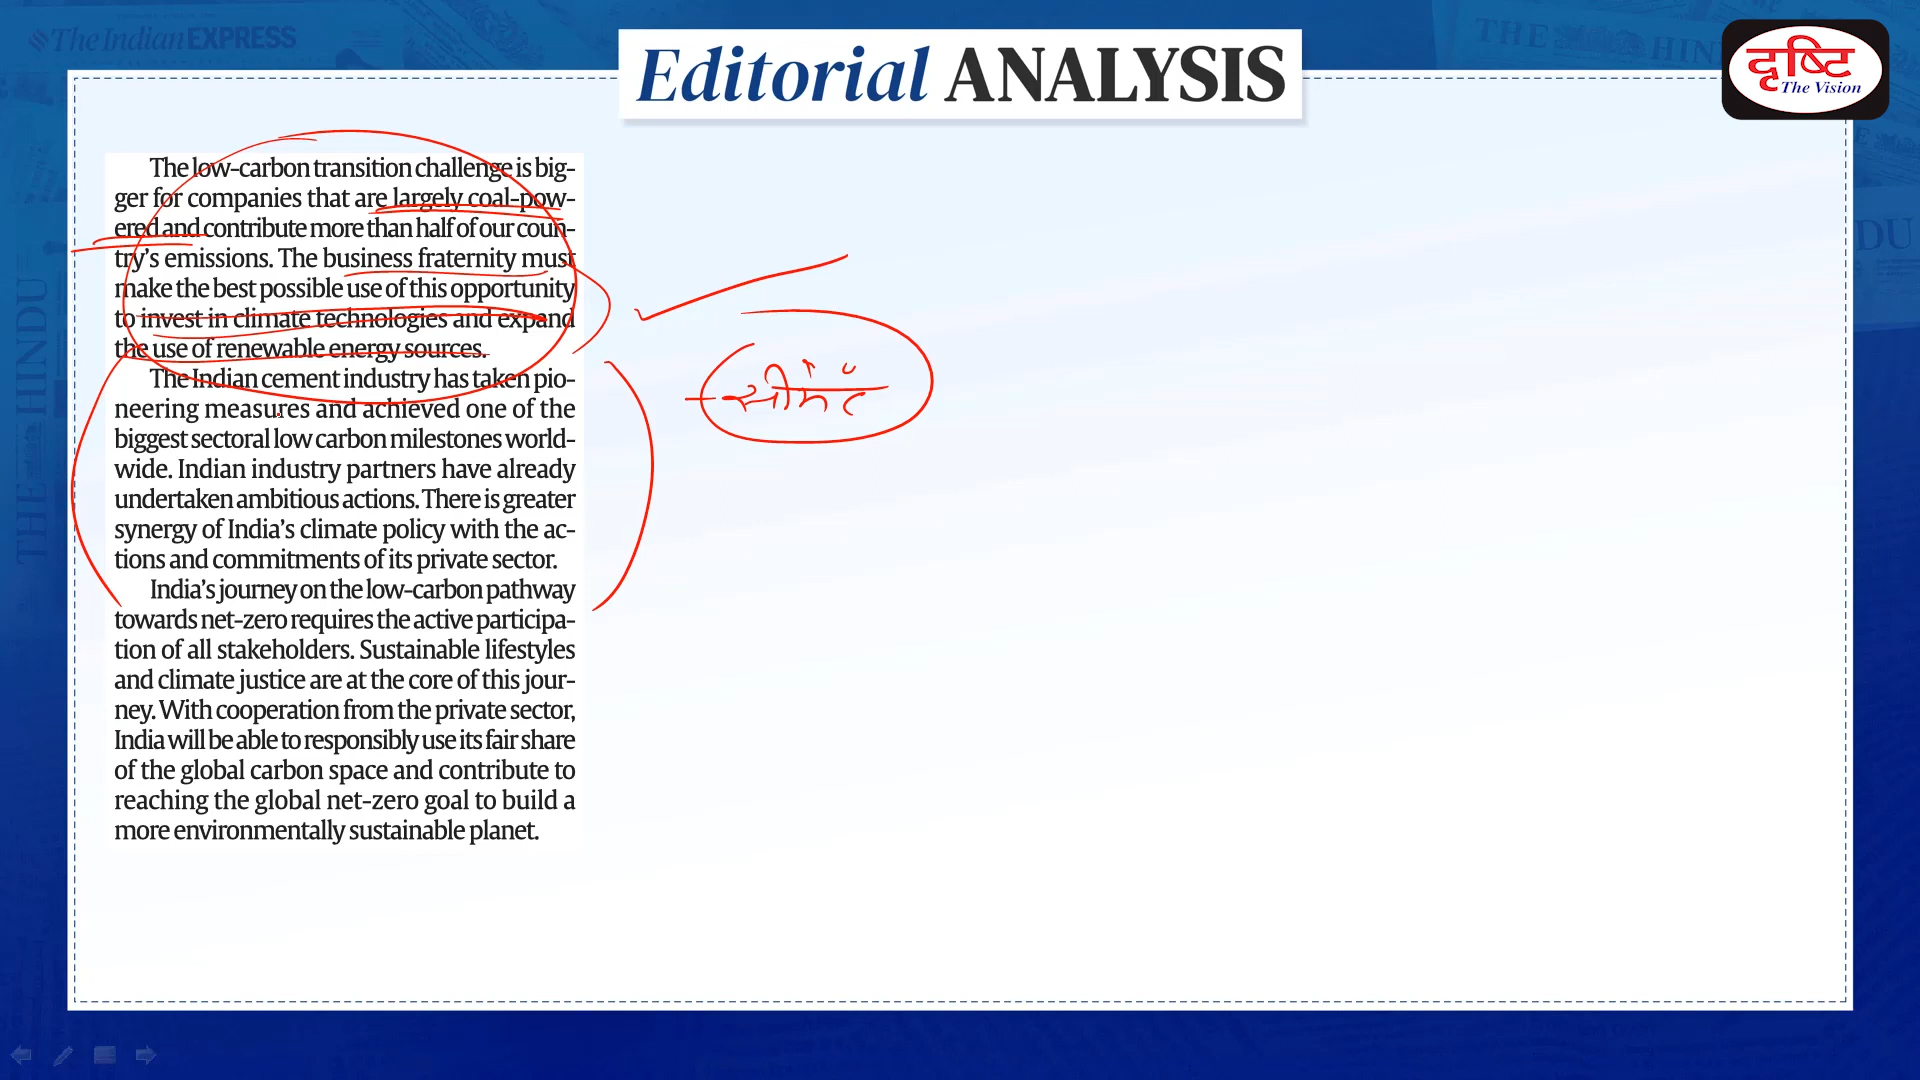 The Indian EXPRESS
THE HINDU
Editorial ANALYSIS
दृष्टि
The Vision
The low-carbon transition challenge is big-
ger for companies that are largely coal-pow-
ered and contribute more than half of our coun-
try's emissions. The business fraternity must
make the best possible use of this opportunity
to invest in climate technologies and expand
the use of renewable energy sources.
The Indian cement industry has taken pio-
neering measures and achieved one of the
biggest sectoral low carbon milestones world-
wide. Indian industry partners have already
undertaken ambitious actions. There is greater
synergy of India's climate policy with the ac-
tions and commitments of its private sector.
India's journey on the low-carbon pathway
towards net-zero requires the active participa-
tion of all stakeholders. Sustainable lifestyles
and climate justice are at the core of this jour-
ney. With cooperation from the private sector,
India will be able to responsibly use its fair share
of the global carbon space and contribute to
reaching the global net-zero goal to build a
more environmentally sustainable planet.
सीमेंट
THE HINDU